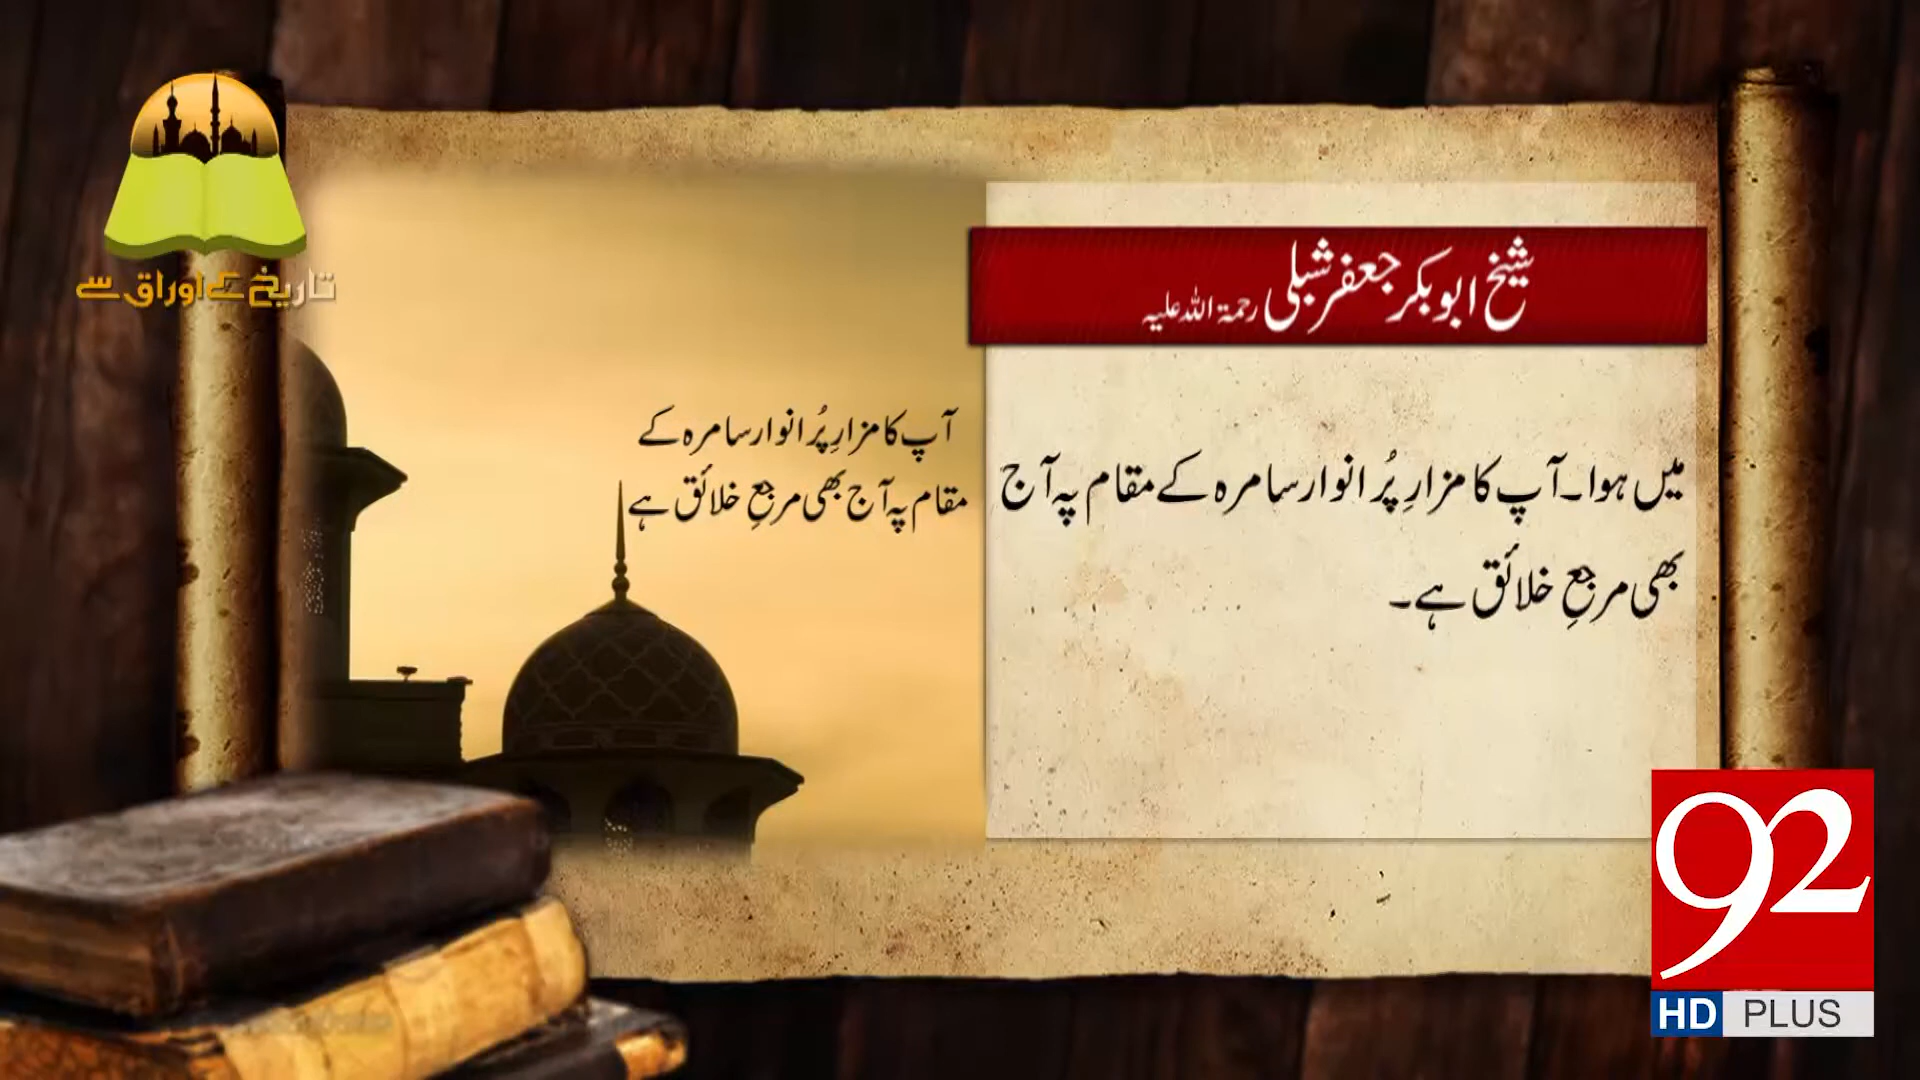 تاریخ کے اوراق سے
شیخ ابوبکر جعفر شبلی رحمۃ اللہ علیہ
میں ہوا۔ آپ کا مزارِ پُر انوار سامرہ کے مقام پہ آج
بھی مرجعِ خلائق ہے۔
آپ کا مزارِ پُر انوار سامرہ کے
مقام پہ آج بھی مرجعِ خلائق ہے
92
HD PLUS